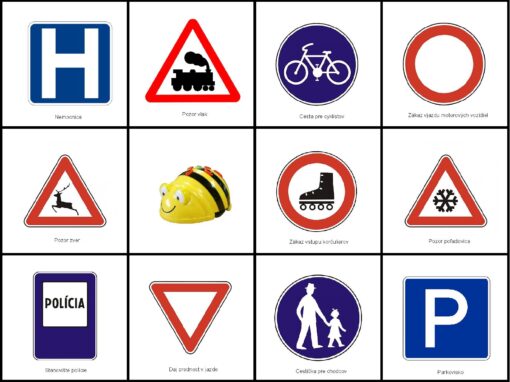 H
Nemocnica
Pozor vlak
Cesta pre cyklistov
Zákaz vjazdu motorových vozidiel
Pozor zver
Zákaz vstupu korčuliarov
Pozor poľadovica
POLÍCIA
Stanovište polície
Daj prednosť v jazde
Cestička pre chodcov
P
Parkovisko